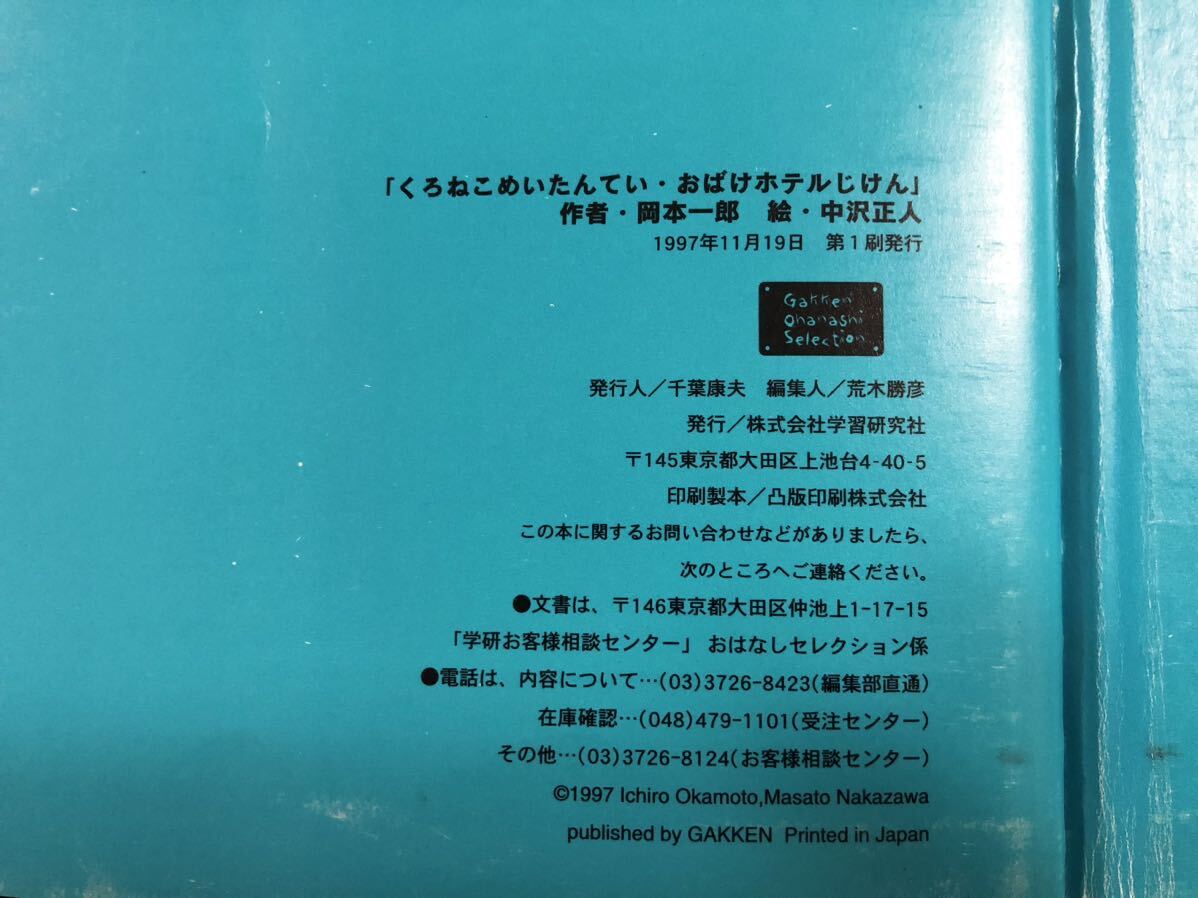 「くろねこめいたんてい・おばけホテルじけん」
作者・岡本一郎　絵・中沢正人
1997年11月19日　第1刷発行
Gakken
Ohanashi
Selection
発行人／千葉康夫　編集人／荒木勝彦
発行／株式会社学習研究社
〒145東京都大田区上池台4-40-5
印刷製本／凸版印刷株式会社
この本に関するお問い合わせなどがありましたら、
次のところへご連絡ください。
●文書は、〒146東京都大田区仲池上1-17-15
「学研お客様相談センター」おはなしセレクション係
●電話は、内容について…(03)3726-8423(編集部直通)
在庫確認…(048)479-1101(受注センター)
その他…(03)3726-8124(お客様相談センター)
©1997 Ichiro Okamoto,Masato Nakazawa
published by GAKKEN Printed in Japan